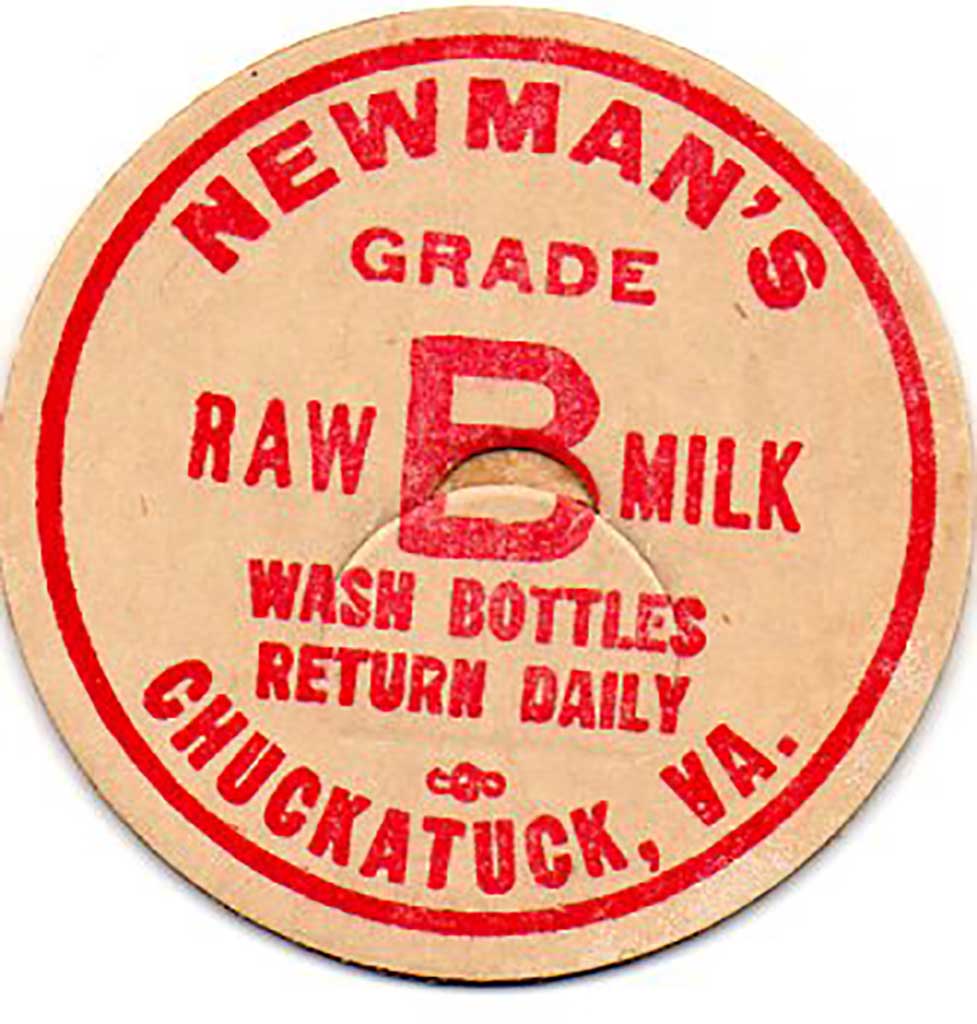 NEWMAN'S
GRADE
B
RAW MILK
WASH BOTTLES
RETURN DAILY
CHUCKATUCK, VA.